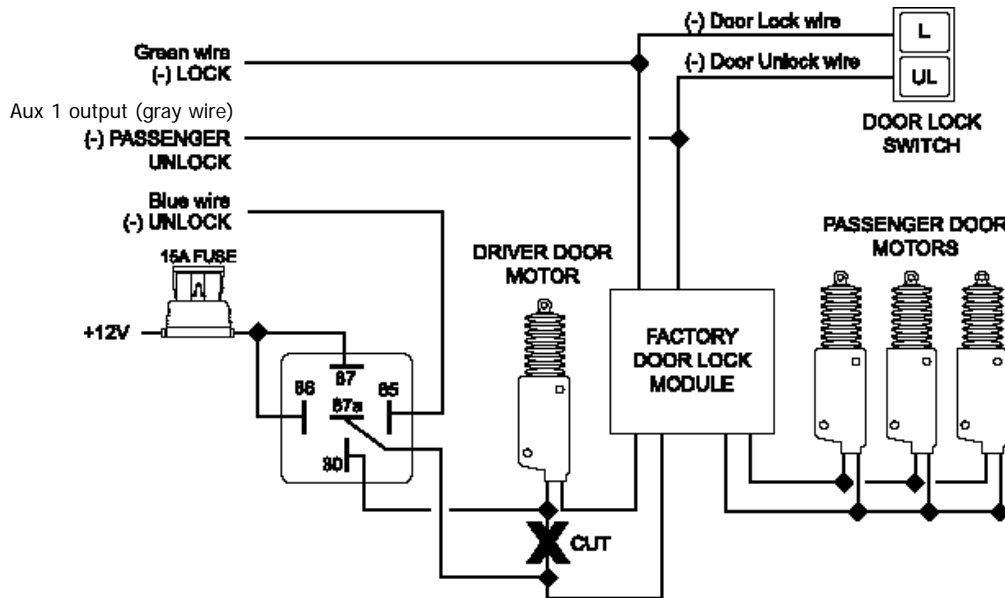 (-) Door Lock wire
L
Green wire
(-) LOCK
(-) Door Unlock wire
UL
Aux 1 output (gray wire)
(-) PASSENGER
UNLOCK
DOOR LOCK
SWITCH
Blue wire
(-) UNLOCK
15A FUSE
+12V
DRIVER DOOR
MOTOR
PASSENGER DOOR
MOTORS
FACTORY
DOOR LOCK
MODULE
87
86
87a
85
30
CUT